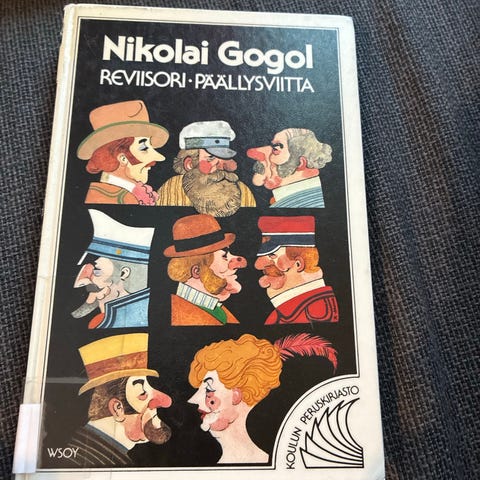 Nikolai Gogol
REVIISORI · PÄÄLLYSVIITTA
WSOY
KOULUN PERUSKIRJASTO